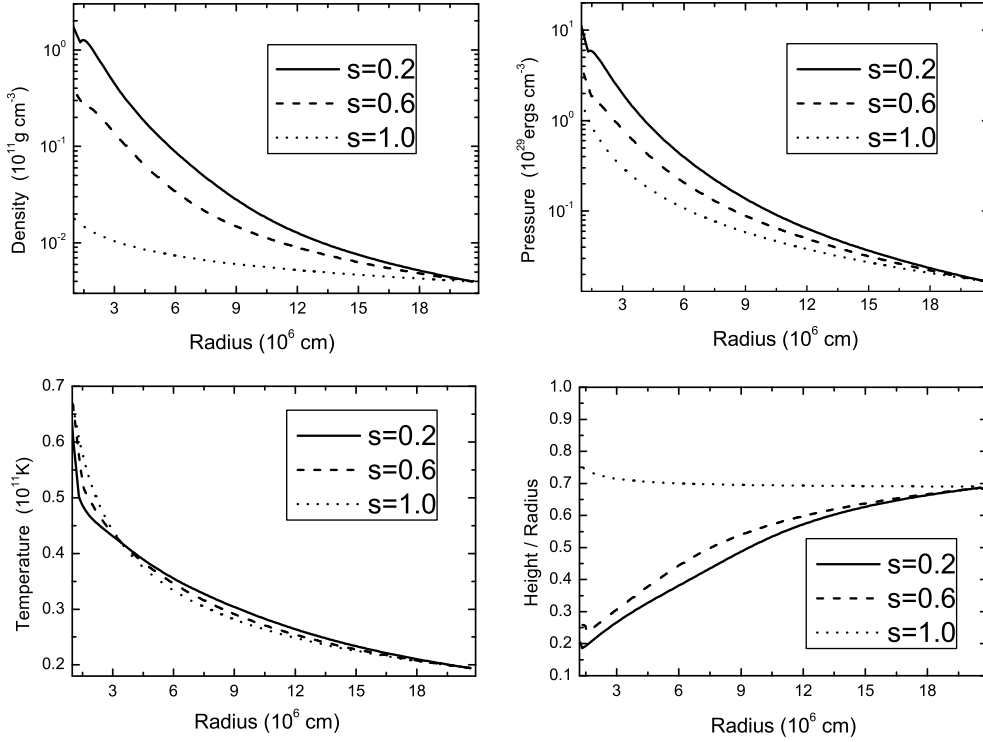 Density (10¹¹g cm⁻³)
10⁰
10⁻¹
10⁻²
s=0.2
s=0.6
s=1.0
3 6 9 12 15 18
Radius (10⁶ cm)
Pressure (10²⁹ergs cm⁻³)
10¹
10⁰
10⁻¹
s=0.2
s=0.6
s=1.0
3 6 9 12 15 18
Radius (10⁶ cm)
Temperature (10¹¹K)
0.7
0.6
0.5
0.4
0.3
0.2
s=0.2
s=0.6
s=1.0
3 6 9 12 15 18
Radius (10⁶ cm)
Height / Radius
1.0
0.9
0.8
0.7
0.6
0.5
0.4
0.3
0.2
0.1
s=0.2
s=0.6
s=1.0
3 6 9 12 15 18
Radius (10⁶ cm)